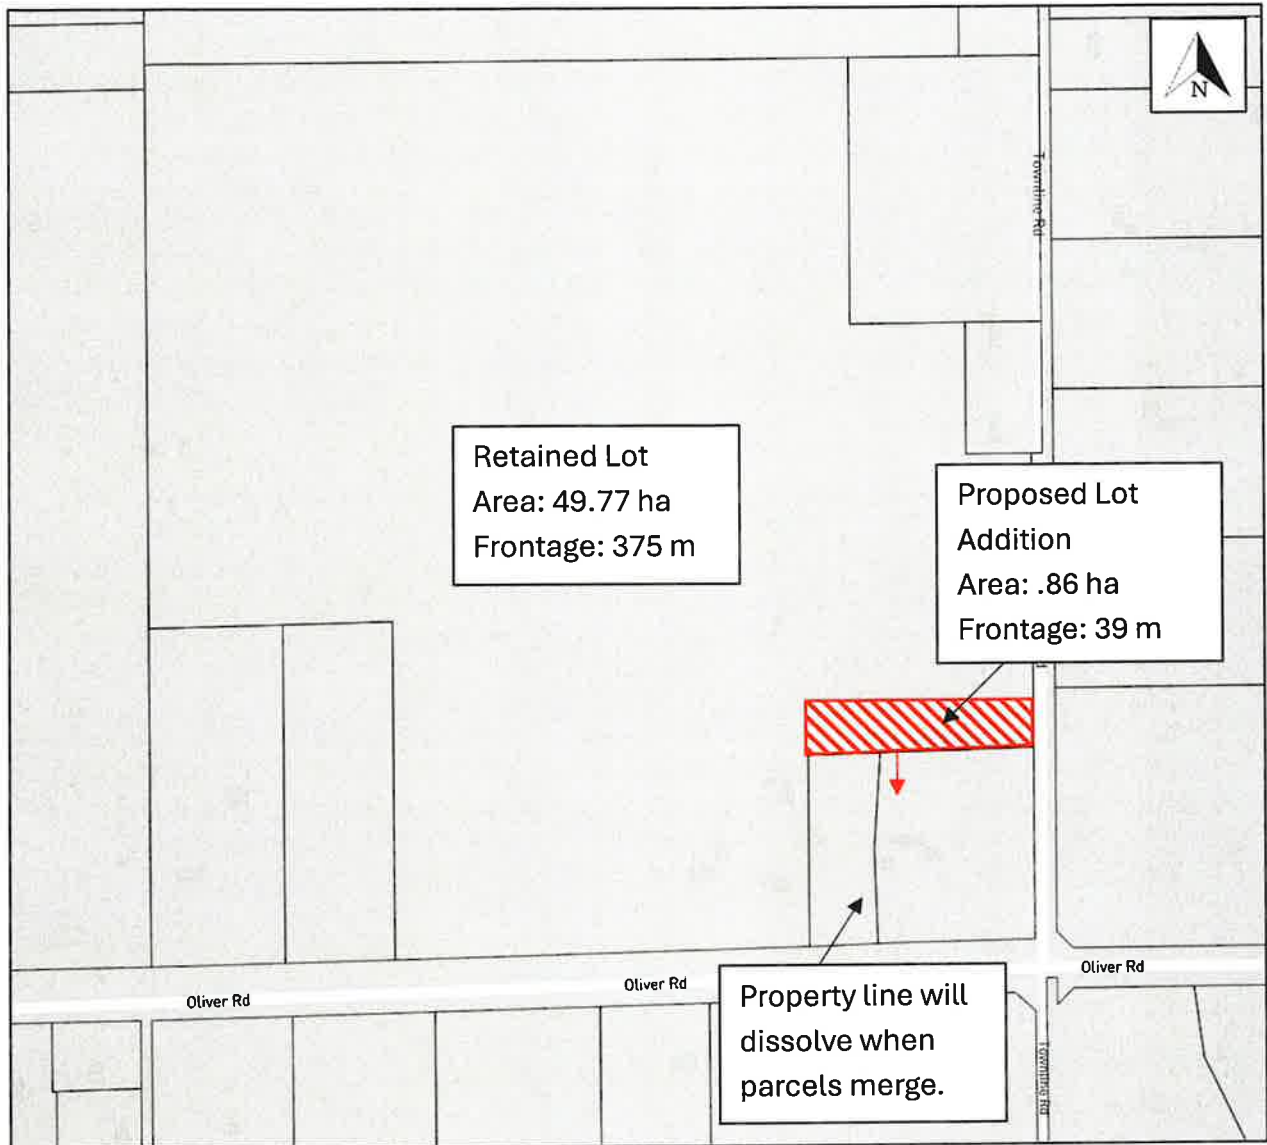 N
Townline Rd
Retained Lot
Area: 49.77 ha
Frontage: 375 m
Proposed Lot
Addition
Area: .86 ha
Frontage: 39 m
Oliver Rd
Oliver Rd
Oliver Rd
Property line will
dissolve when
parcels merge.
Townline Rd